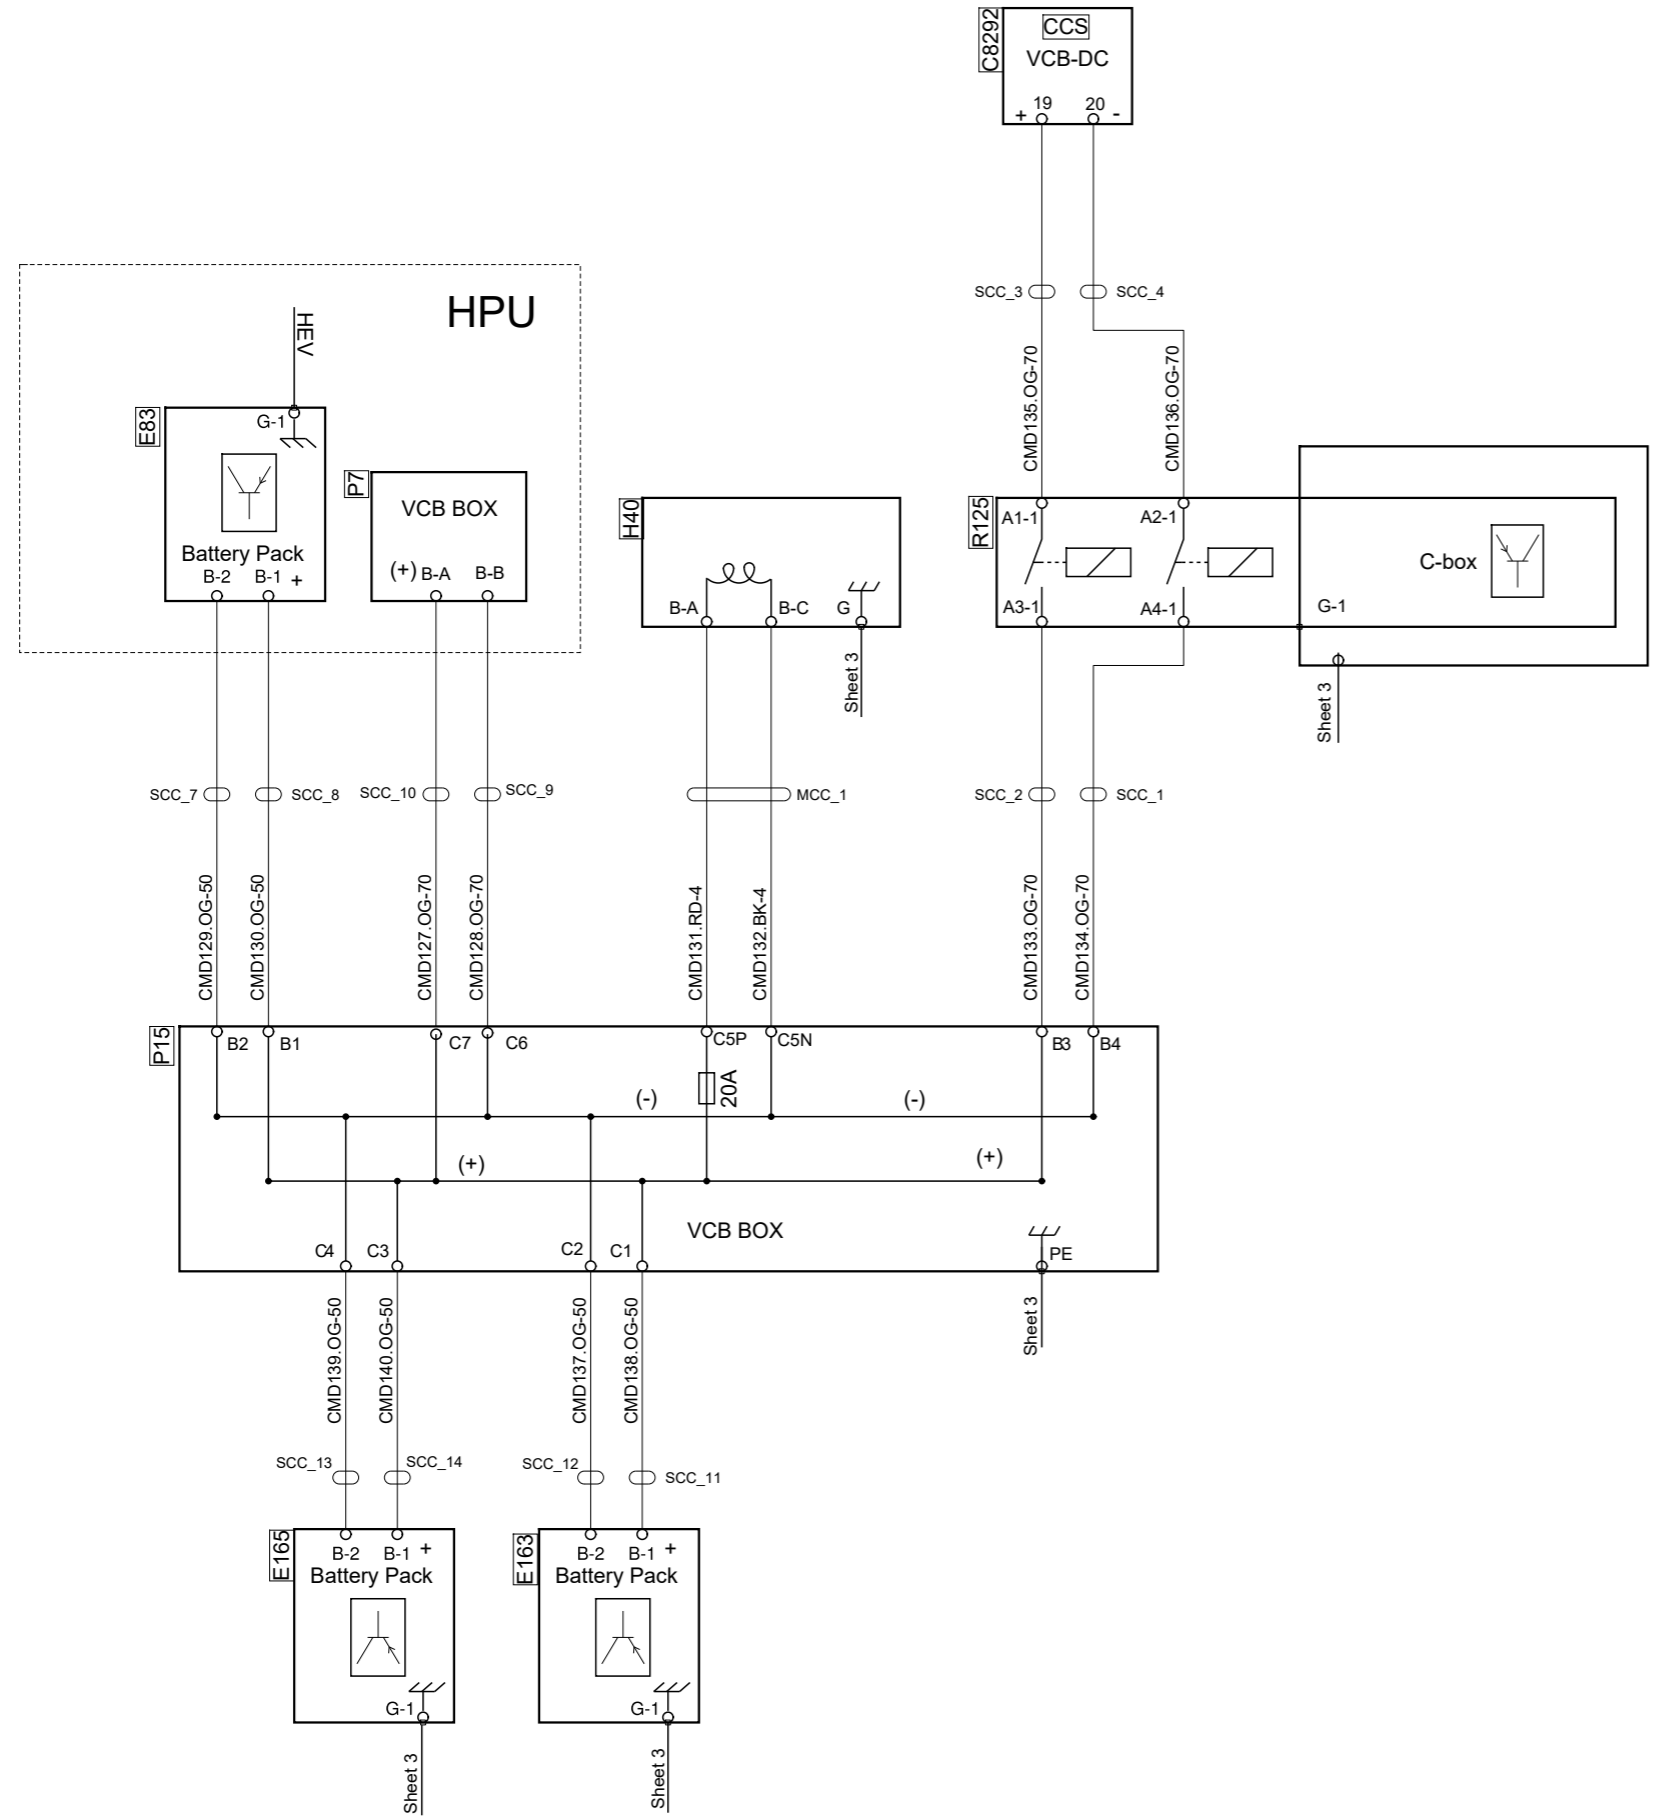 C8292
CCS
VCB-DC
+ 19 20 -
SCC_3
SCC_4
CMD135.OG-70
CMD136.OG-70
HPU
HEV
E83
G-1
Battery Pack
B-2 B-1 +
P7
VCB BOX
(+) B-A B-B
H40
B-A B-C G
Sheet 3
R125
A1-1 A2-1
A3-1 A4-1
C-box
G-1
Sheet 3
SCC_7
SCC_8
SCC_10
SCC_9
MCC_1
SCC_2
SCC_1
CMD129.OG-50
CMD130.OG-50
CMD127.OG-70
CMD128.OG-70
CMD131.RD-4
CMD132.BK-4
CMD133.OG-70
CMD134.OG-70
P15
B2 B1 C7 C6 C5P C5N B3 B4
20A
(-) (-)
(+) (+)
VCB BOX
C4 C3 C2 C1 PE
Sheet 3
CMD139.OG-50
CMD140.OG-50
CMD137.OG-50
CMD138.OG-50
SCC_13
SCC_14
SCC_12
SCC_11
E165
B-2 B-1 +
Battery Pack
G-1
Sheet 3
E163
B-2 B-1 +
Battery Pack
G-1
Sheet 3